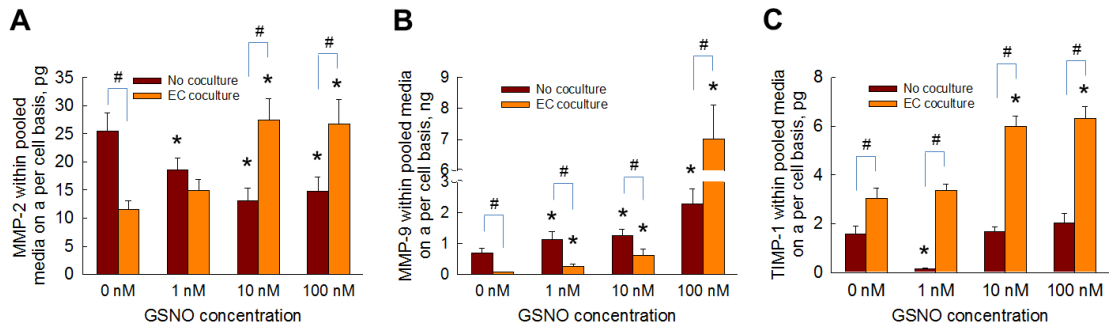 A
MMP-2 within pooled
media on a per cell basis, pg
35
30
25
20
15
10
5
0
No coculture
EC coculture
#
#
#
*
*
*
*
*
0 nM
1 nM
10 nM
100 nM
GSNO concentration
B
MMP-9 within pooled media
on a per cell basis, ng
9
8
7
6
3
2
1
0
No coculture
EC coculture
#
#
#
#
*
*
*
*
*
*
0 nM
1 nM
10 nM
100 nM
GSNO concentration
C
TIMP-1 within pooled media
on a per cell basis, pg
8
6
4
2
0
No coculture
EC coculture
#
#
#
#
*
*
*
0 nM
1 nM
10 nM
100 nM
GSNO concentration